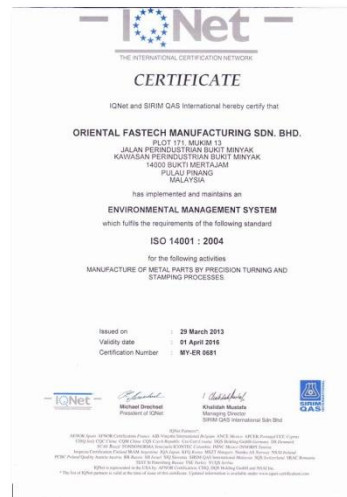 IQNet
THE INTERNATIONAL CERTIFICATION NETWORK
CERTIFICATE
IQNet and SIRIM QAS International hereby certify that
ORIENTAL FASTECH MANUFACTURING SDN. BHD.
PLOT 171, MUKIM 13
JALAN PERINDUSTRIAN BUKIT MINYAK
KAWASAN PERINDUSTRIAN BUKIT MINYAK
14000 BUKTI MERTAJAM
PULAU PINANG
MALAYSIA
has implemented and maintains an
ENVIRONMENTAL MANAGEMENT SYSTEM
which fulfils the requirements of the following standard
ISO 14001 : 2004
for the following activities
MANUFACTURE OF METAL PARTS BY PRECISION TURNING AND
STAMPING PROCESSES.
Issued on : 29 March 2013
Validity date : 01 April 2016
Certification Number : MY-ER 0681
IQNet
Michael Drechsel
President of IQNet
Khalidah Mustafa
Managing Director
SIRIM QAS International Sdn Bhd
SIRIM
QAS
IQNet Partners*: